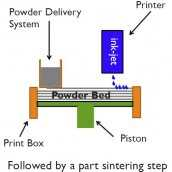 Powder Delivery
System
Printer
ink-jet
Powder Bed
Print Box
Piston
Followed by a part sintering step